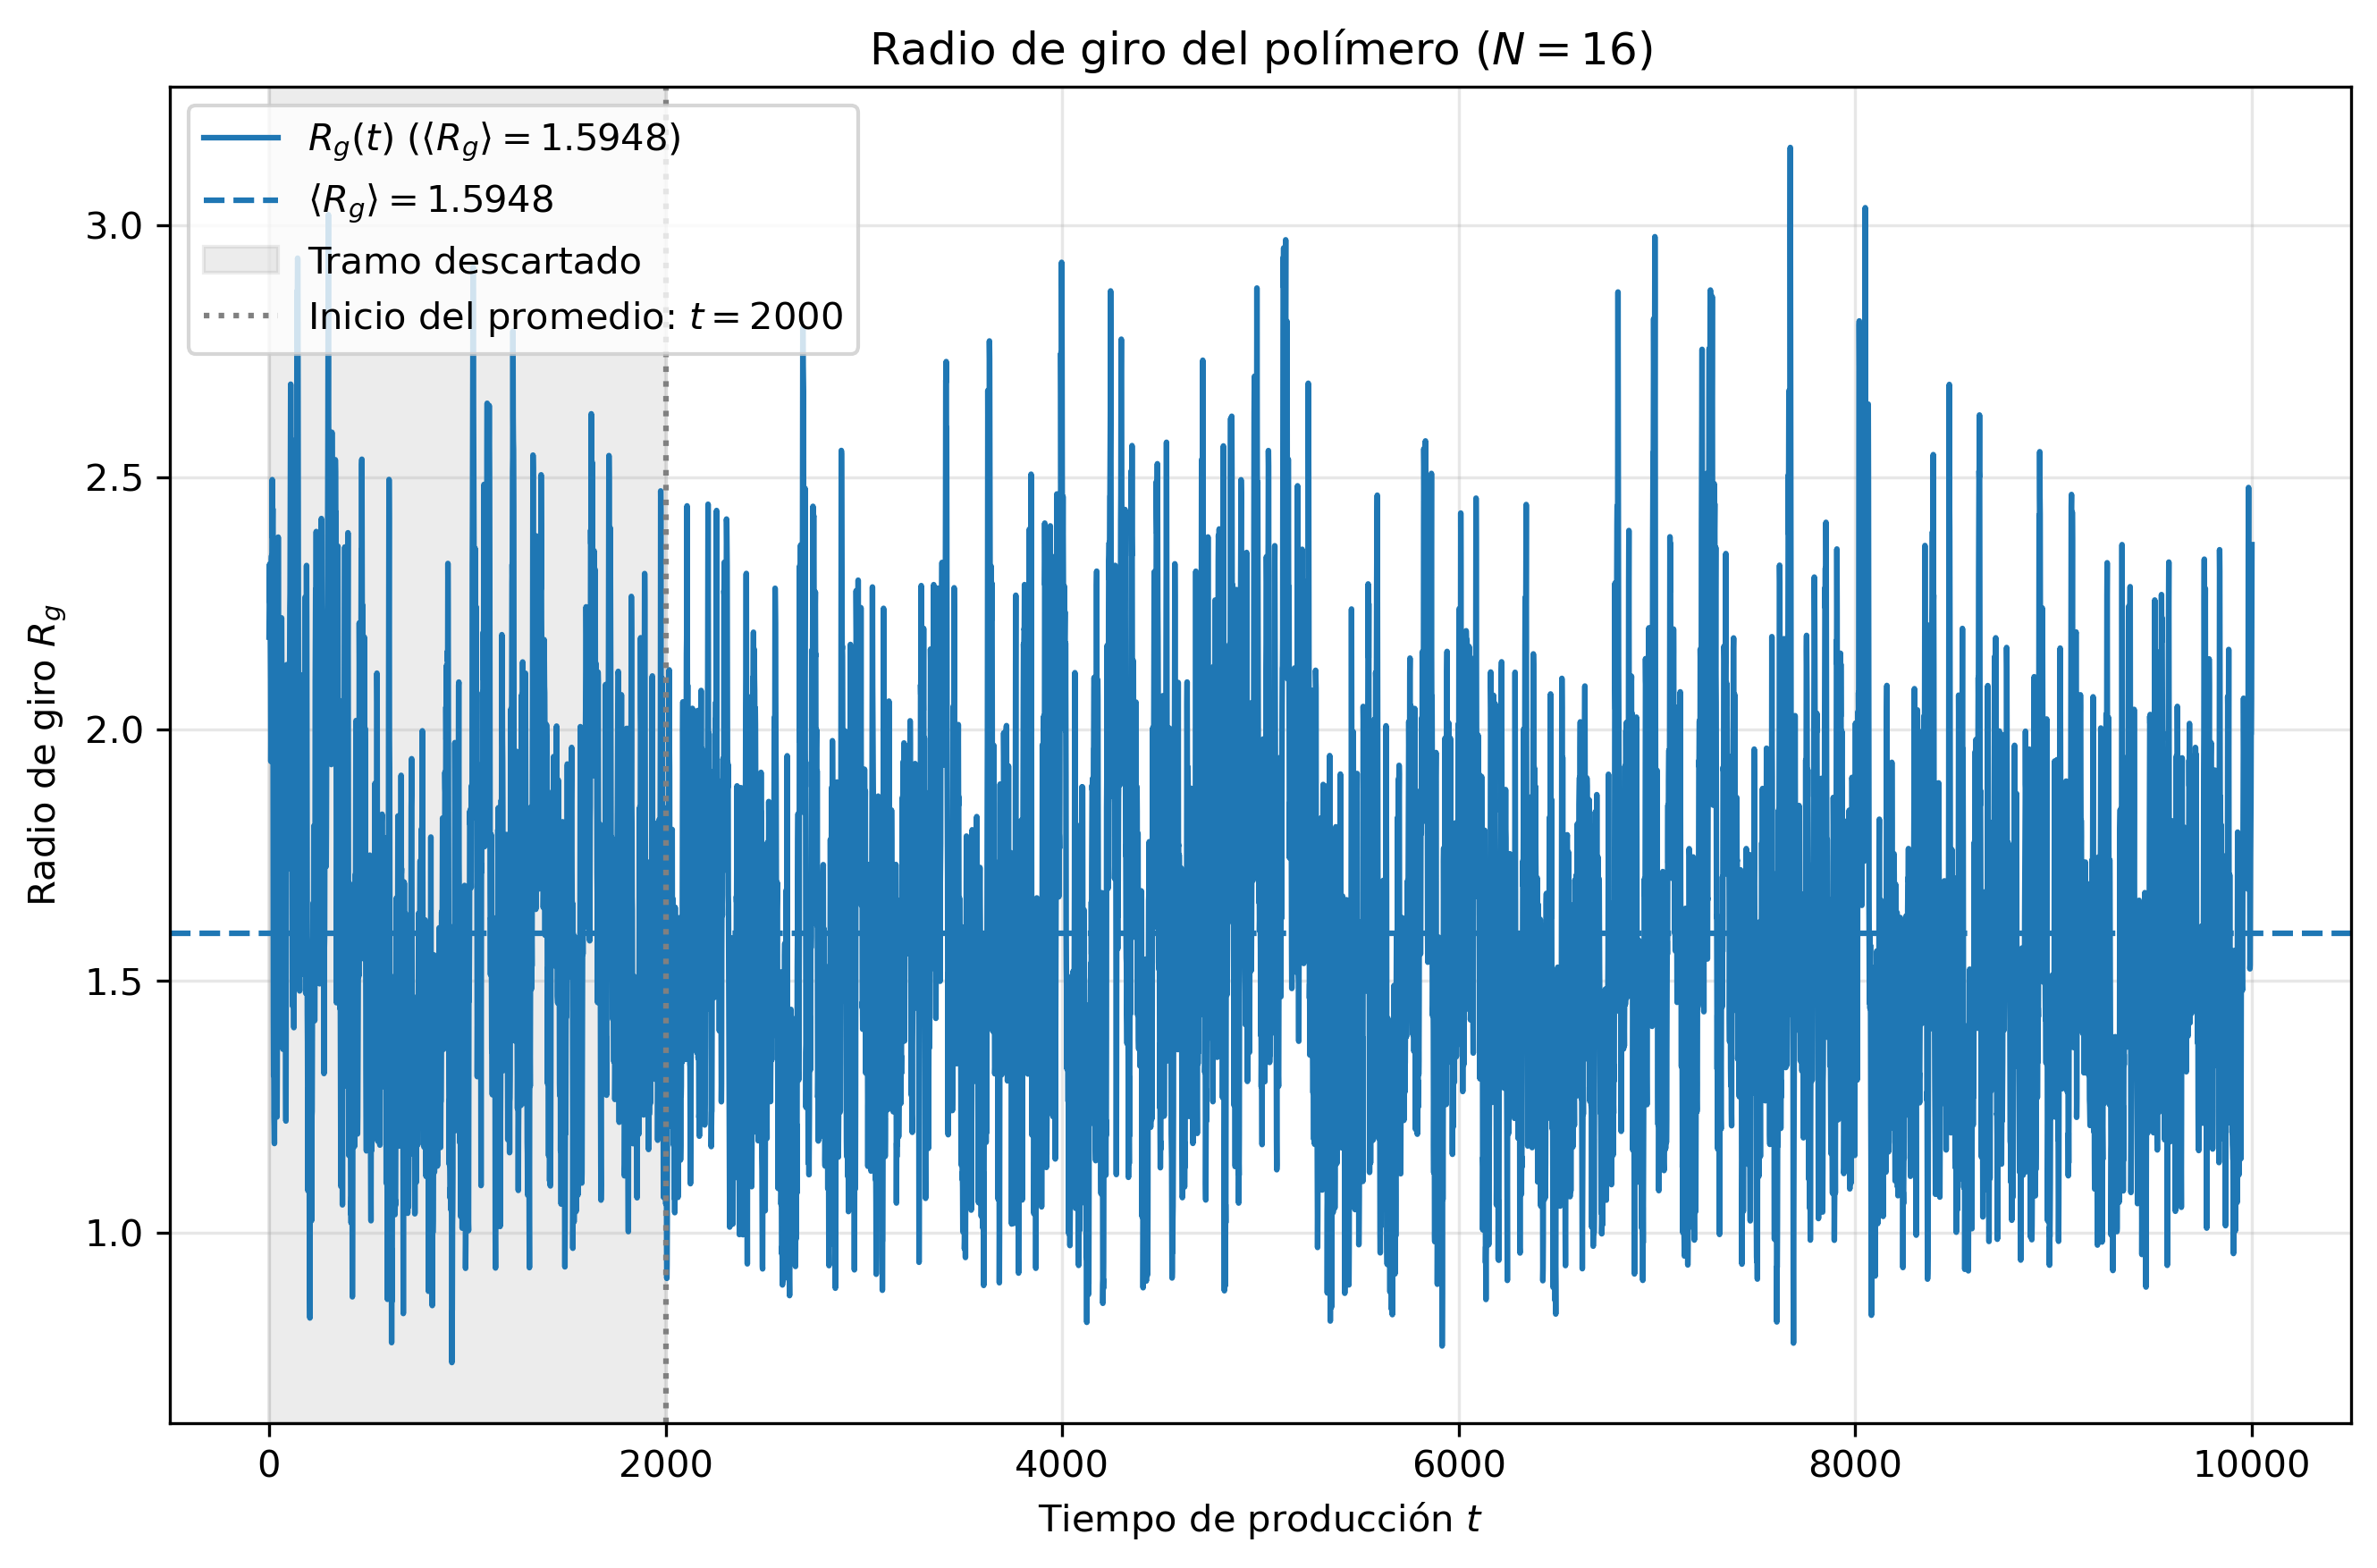 Radio de giro del polímero (N = 16)
R_g(t) (⟨R_g⟩ = 1.5948)
⟨R_g⟩ = 1.5948
Tramo descartado
Inicio del promedio: t = 2000
Radio de giro R_g
3.0
2.5
2.0
1.5
1.0
0 2000 4000 6000 8000 10000
Tiempo de producción t